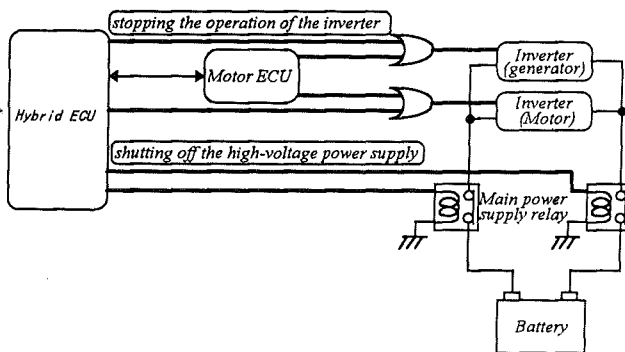 stopping the operation of the inverter
Inverter
(generator)
Motor ECU
Hybrid ECU
Inverter
(Motor)
shutting off the high-voltage power supply
Main power
supply relay
Battery